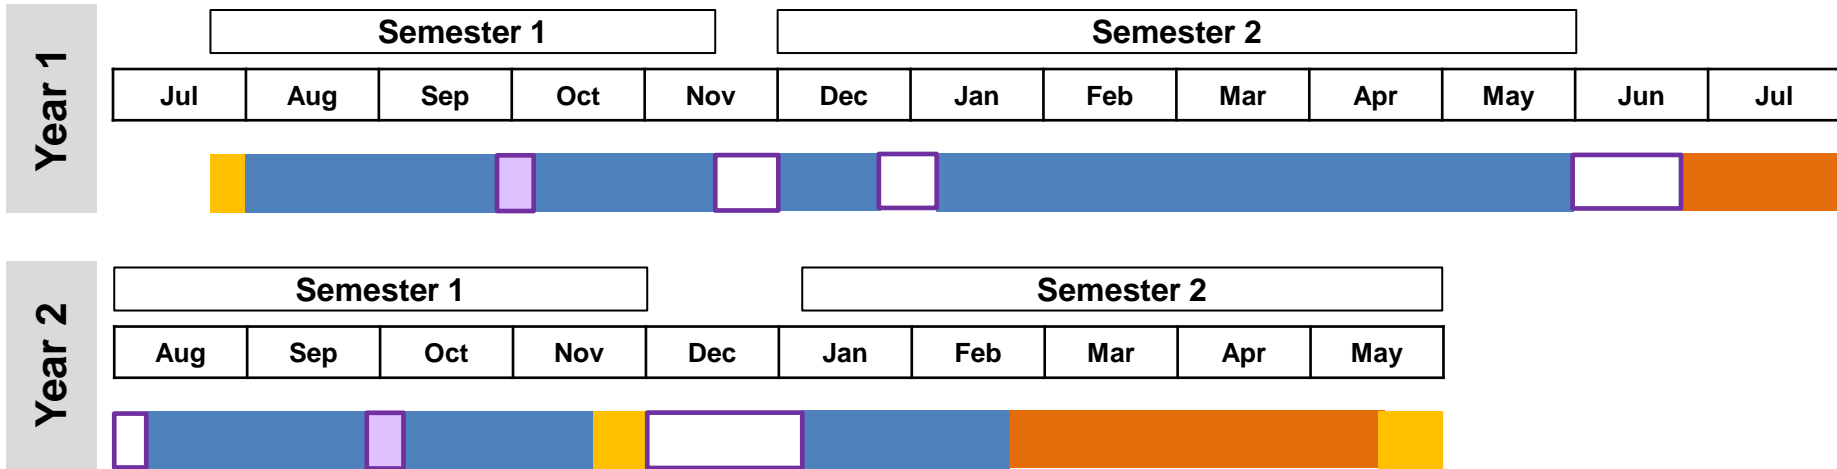 Year 1
Semester 1 Semester 2
Jul Aug Sep Oct Nov Dec Jan Feb Mar Apr May Jun Jul
Year 2
Semester 1 Semester 2
Aug Sep Oct Nov Dec Jan Feb Mar Apr May